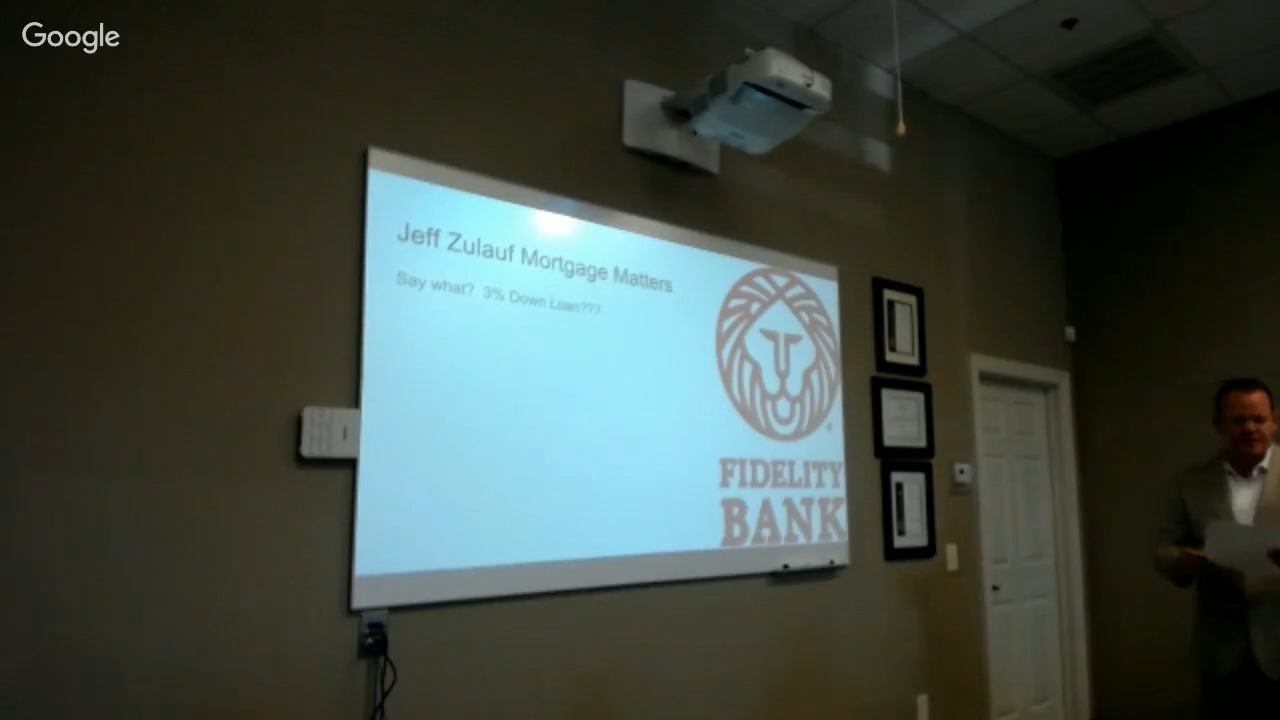 Google
Jeff Zulauf Mortgage Matters
Say what? 3% Down Loan???
FIDELITY
BANK